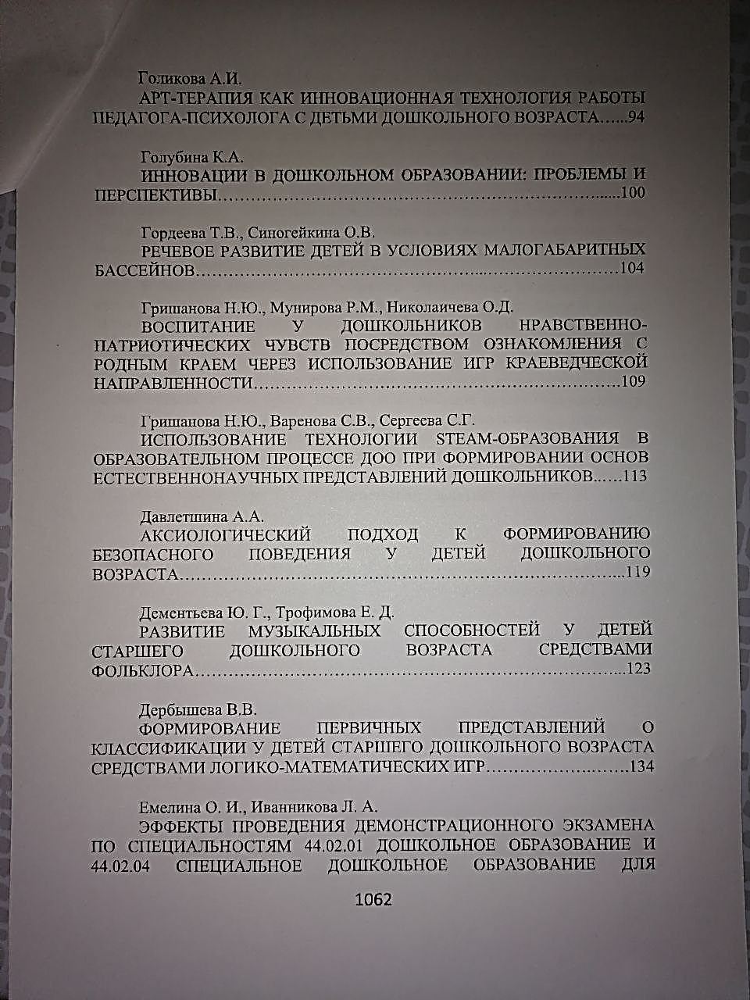 Голикова А.И.
АРТ-ТЕРАПИЯ КАК ИННОВАЦИОННАЯ ТЕХНОЛОГИЯ РАБОТЫ
ПЕДАГОГА-ПСИХОЛОГА С ДЕТЬМИ ДОШКОЛЬНОГО ВОЗРАСТА......94
Голубина К.А.
ИННОВАЦИИ В ДОШКОЛЬНОМ ОБРАЗОВАНИИ: ПРОБЛЕМЫ И
ПЕРСПЕКТИВЫ..........................................................................100
Гордеева Т.В., Синогейкина О.В.
РЕЧЕВОЕ РАЗВИТИЕ ДЕТЕЙ В УСЛОВИЯХ МАЛОГАБАРИТНЫХ
БАССЕЙНОВ..............................................................................104
Гришанова Н.Ю., Мунирова Р.М., Николаичева О.Д.
ВОСПИТАНИЕ У ДОШКОЛЬНИКОВ НРАВСТВЕННО-
ПАТРИОТИЧЕСКИХ ЧУВСТВ ПОСРЕДСТВОМ ОЗНАКОМЛЕНИЯ С
РОДНЫМ КРАЕМ ЧЕРЕЗ ИСПОЛЬЗОВАНИЕ ИГР КРАЕВЕДЧЕСКОЙ
НАПРАВЛЕННОСТИ...................................................................109
Гришанова Н.Ю., Варенова С.В., Сергеева С.Г.
ИСПОЛЬЗОВАНИЕ ТЕХНОЛОГИИ STEAM-ОБРАЗОВАНИЯ В
ОБРАЗОВАТЕЛЬНОМ ПРОЦЕССЕ ДОО ПРИ ФОРМИРОВАНИИ ОСНОВ
ЕСТЕСТВЕННОНАУЧНЫХ ПРЕДСТАВЛЕНИЙ ДОШКОЛЬНИКОВ......113
Давлетшина А.А.
АКСИОЛОГИЧЕСКИЙ ПОДХОД К ФОРМИРОВАНИЮ
БЕЗОПАСНОГО ПОВЕДЕНИЯ У ДЕТЕЙ ДОШКОЛЬНОГО
ВОЗРАСТА.................................................................................119
Дементьева Ю. Г., Трофимова Е. Д.
РАЗВИТИЕ МУЗЫКАЛЬНЫХ СПОСОБНОСТЕЙ У ДЕТЕЙ
СТАРШЕГО ДОШКОЛЬНОГО ВОЗРАСТА СРЕДСТВАМИ
ФОЛЬКЛОРА..............................................................................123
Дербышева В.В.
ФОРМИРОВАНИЕ ПЕРВИЧНЫХ ПРЕДСТАВЛЕНИЙ О
КЛАССИФИКАЦИИ У ДЕТЕЙ СТАРШЕГО ДОШКОЛЬНОГО ВОЗРАСТА
СРЕДСТВАМИ ЛОГИКО-МАТЕМАТИЧЕСКИХ ИГР..........................134
Емелина О. И., Иванникова Л. А.
ЭФФЕКТЫ ПРОВЕДЕНИЯ ДЕМОНСТРАЦИОННОГО ЭКЗАМЕНА
ПО СПЕЦИАЛЬНОСТЯМ 44.02.01 ДОШКОЛЬНОЕ ОБРАЗОВАНИЕ И
44.02.04 СПЕЦИАЛЬНОЕ ДОШКОЛЬНОЕ ОБРАЗОВАНИЕ ДЛЯ
1062